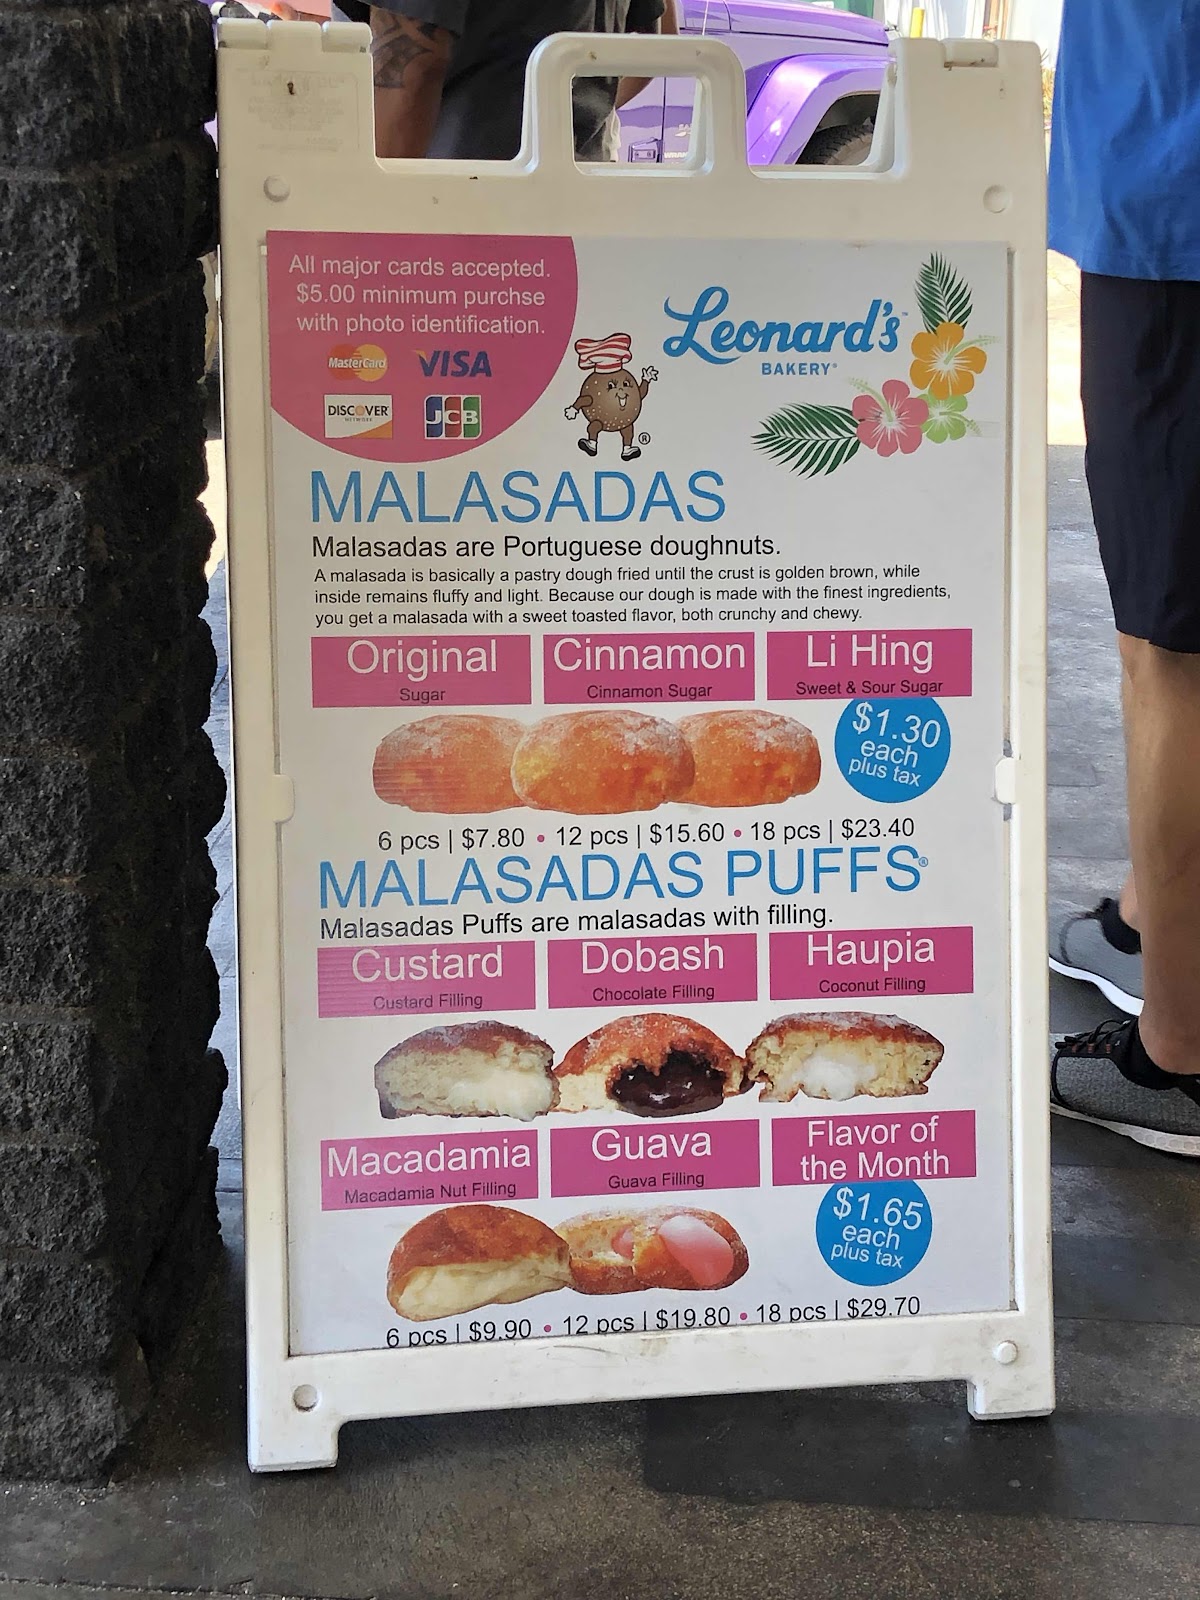 All major cards accepted.
$5.00 minimum purchse
with photo identification.
MasterCard VISA
DISCOVER
NETWORK
JCB
Leonard's™
BAKERY®
®
MALASADAS
Malasadas are Portuguese doughnuts.
A malasada is basically a pastry dough fried until the crust is golden brown, while
inside remains fluffy and light. Because our dough is made with the finest ingredients,
you get a malasada with a sweet toasted flavor, both crunchy and chewy.
Original
Sugar
Cinnamon
Cinnamon Sugar
Li Hing
Sweet & Sour Sugar
$1.30
each
plus tax
6 pcs | $7.80 • 12 pcs | $15.60 • 18 pcs | $23.40
MALASADAS PUFFS®
Malasadas Puffs are malasadas with filling.
Custard
Custard Filling
Dobash
Chocolate Filling
Haupia
Coconut Filling
Macadamia
Macadamia Nut Filling
Guava
Guava Filling
Flavor of
the Month
$1.65
each
plus tax
6 pcs | $9.90 • 12 pcs | $19.80 • 18 pcs | $29.70